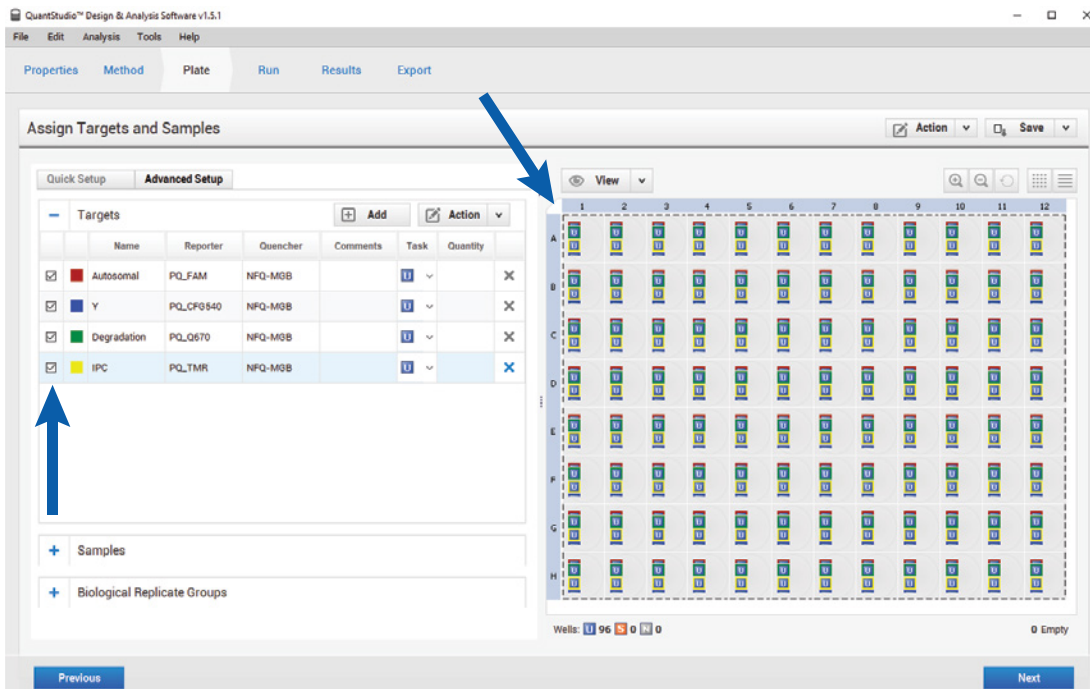 QuantStudio™ Design & Analysis Software v1.5.1
File Edit Analysis Tools Help
Properties Method Plate Run Results Export
Assign Targets and Samples
Action Save
Quick Setup Advanced Setup
View
Targets
Add Action
Name Reporter Quencher Comments Task Quantity
Autosomal PQ_FAM NFQ-MGB U
Y PQ_CFG540 NFQ-MGB U
Degradation PQ_Q670 NFQ-MGB U
IPC PQ_TMR NFQ-MGB U
Samples
Biological Replicate Groups
1 2 3 4 5 6 7 8 9 10 11 12
A U U U U U U U U U U U U
U U U U U U U U U U U U
B U U U U U U U U U U U U
U U U U U U U U U U U U
C U U U U U U U U U U U U
U U U U U U U U U U U U
D U U U U U U U U U U U U
U U U U U U U U U U U U
E U U U U U U U U U U U U
U U U U U U U U U U U U
F U U U U U U U U U U U U
U U U U U U U U U U U U
G U U U U U U U U U U U U
U U U U U U U U U U U U
H U U U U U U U U U U U U
U U U U U U U U U U U U
Wells: U 96 S 0 N 0
0 Empty
Previous Next